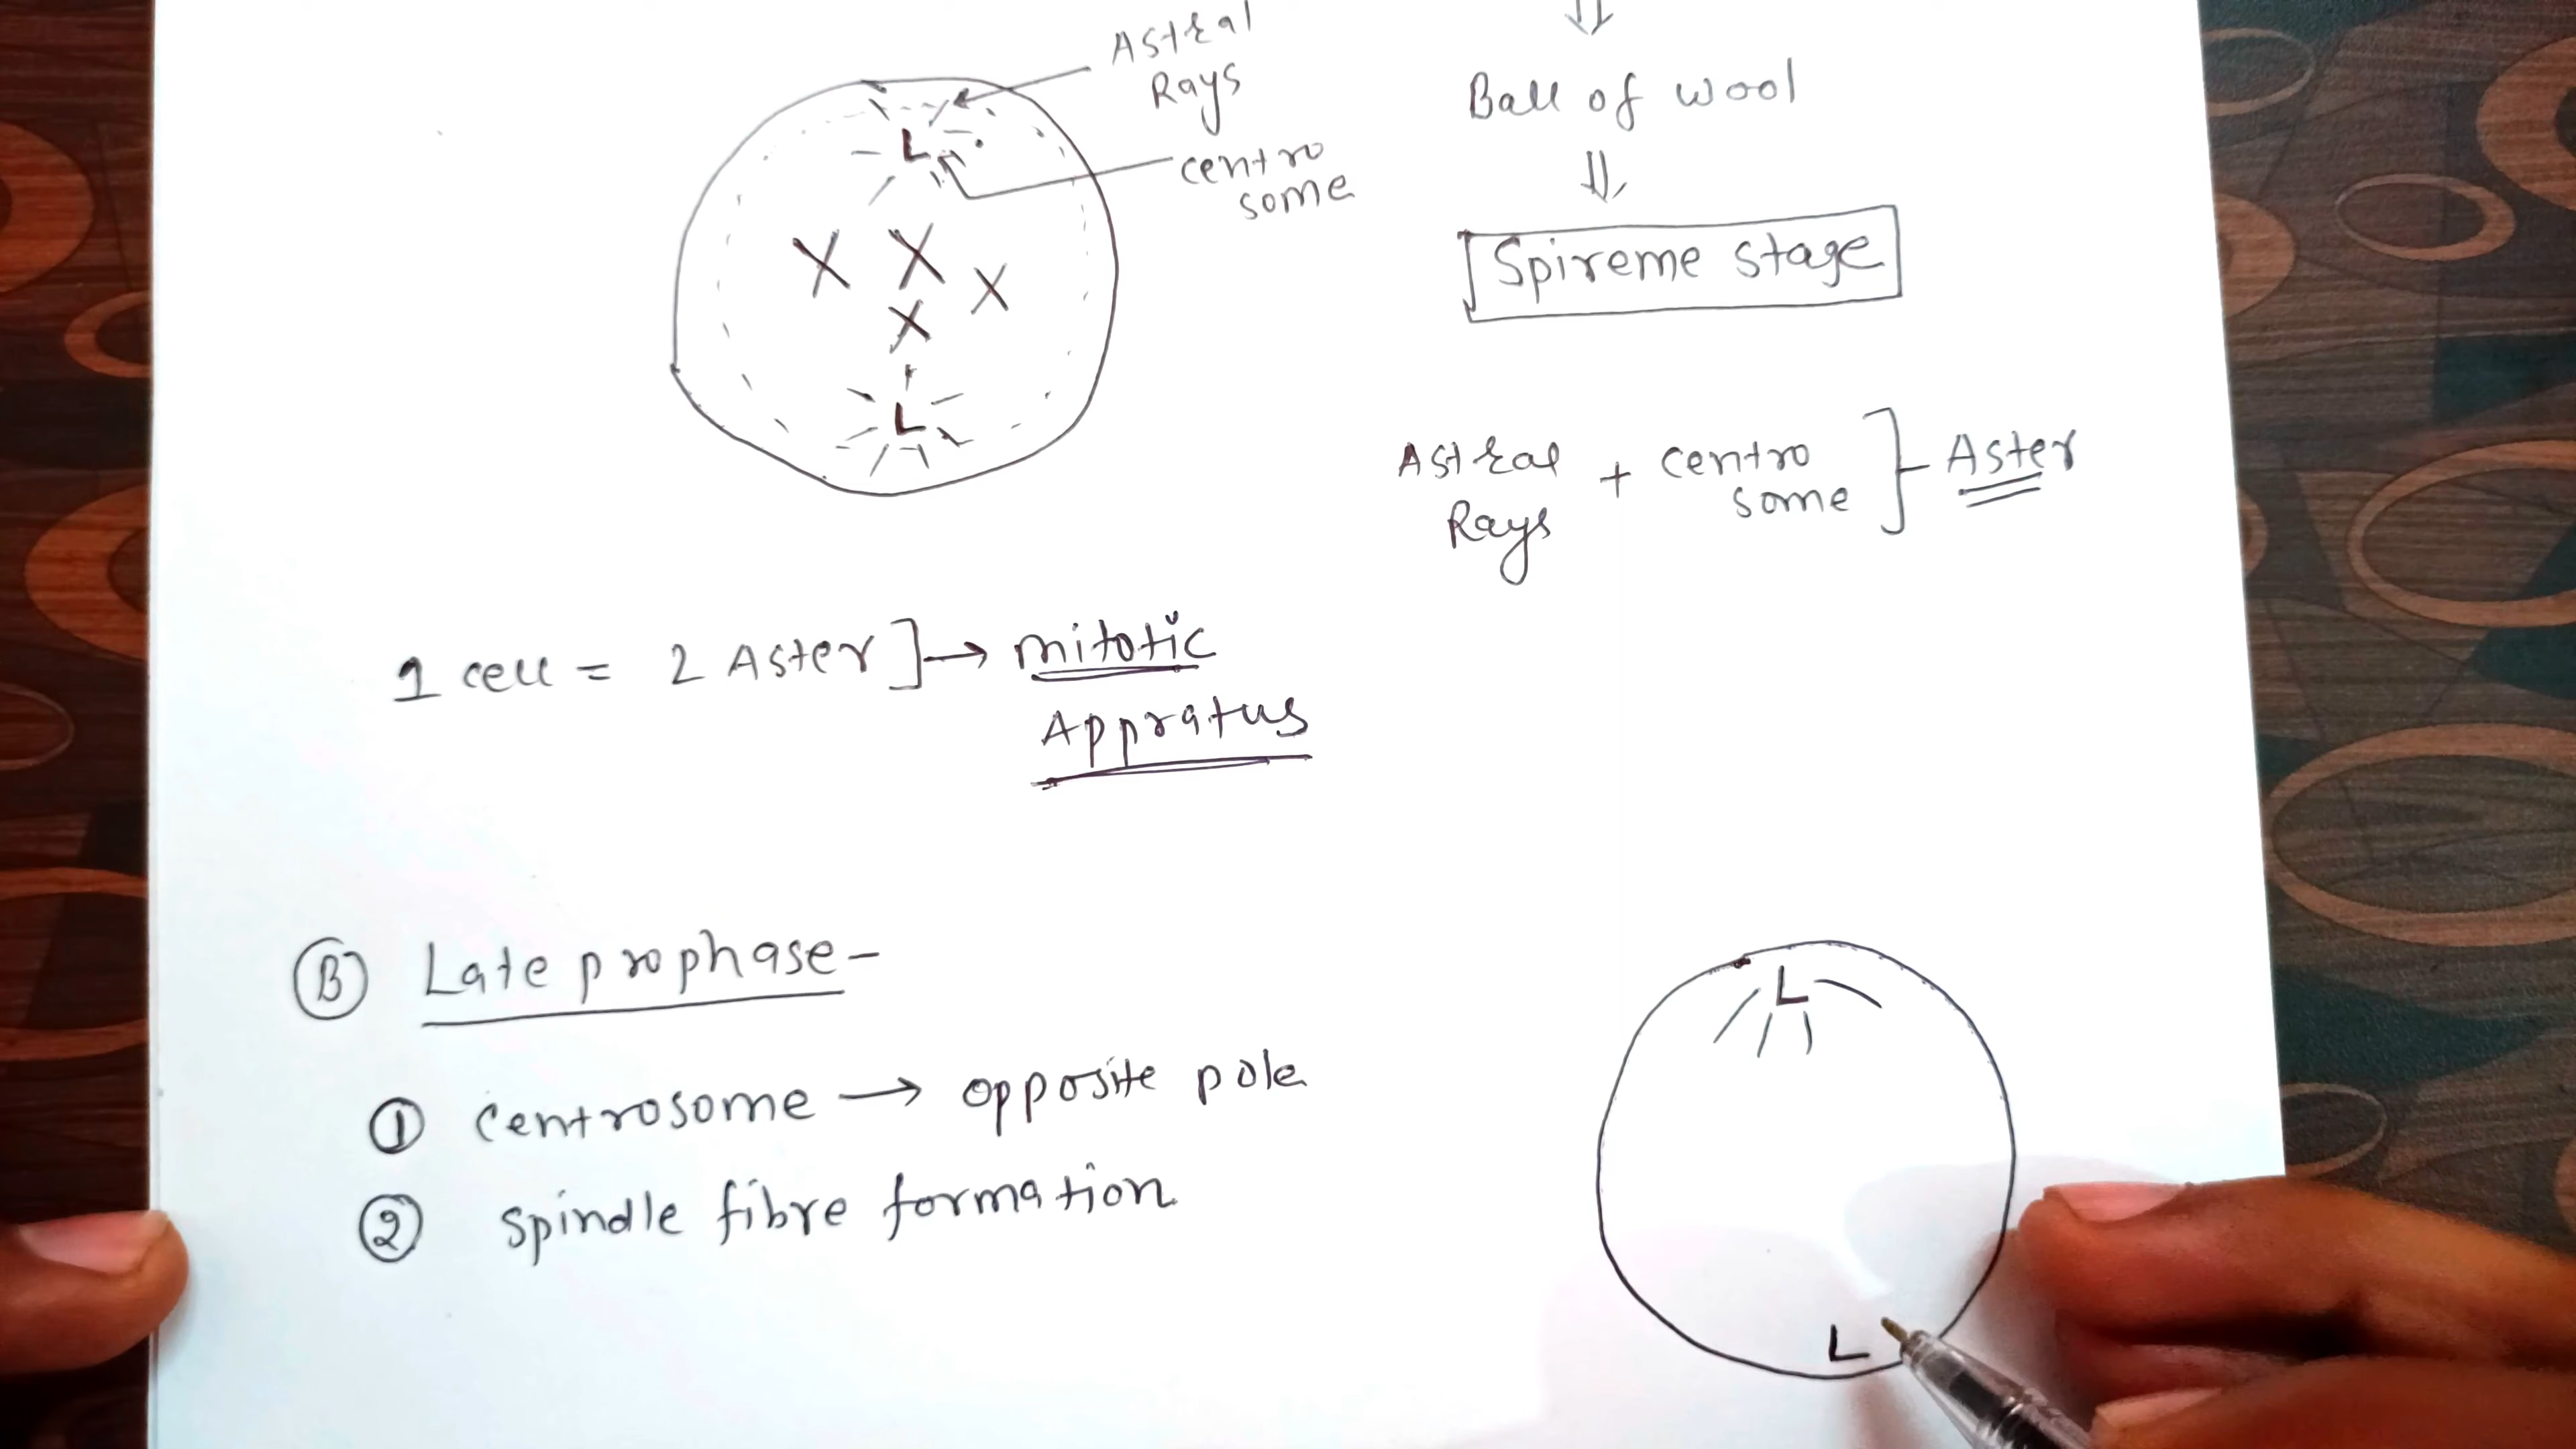 Astral
Rays
centro
some
Ball of wool
Spireme stage
Astral
Rays
+
centro
some
Aster
1 cell = 2 Aster] → mitotic
Appratus
B Late prophase -
1 centrosome → opposite pole
2 spindle fibre formation